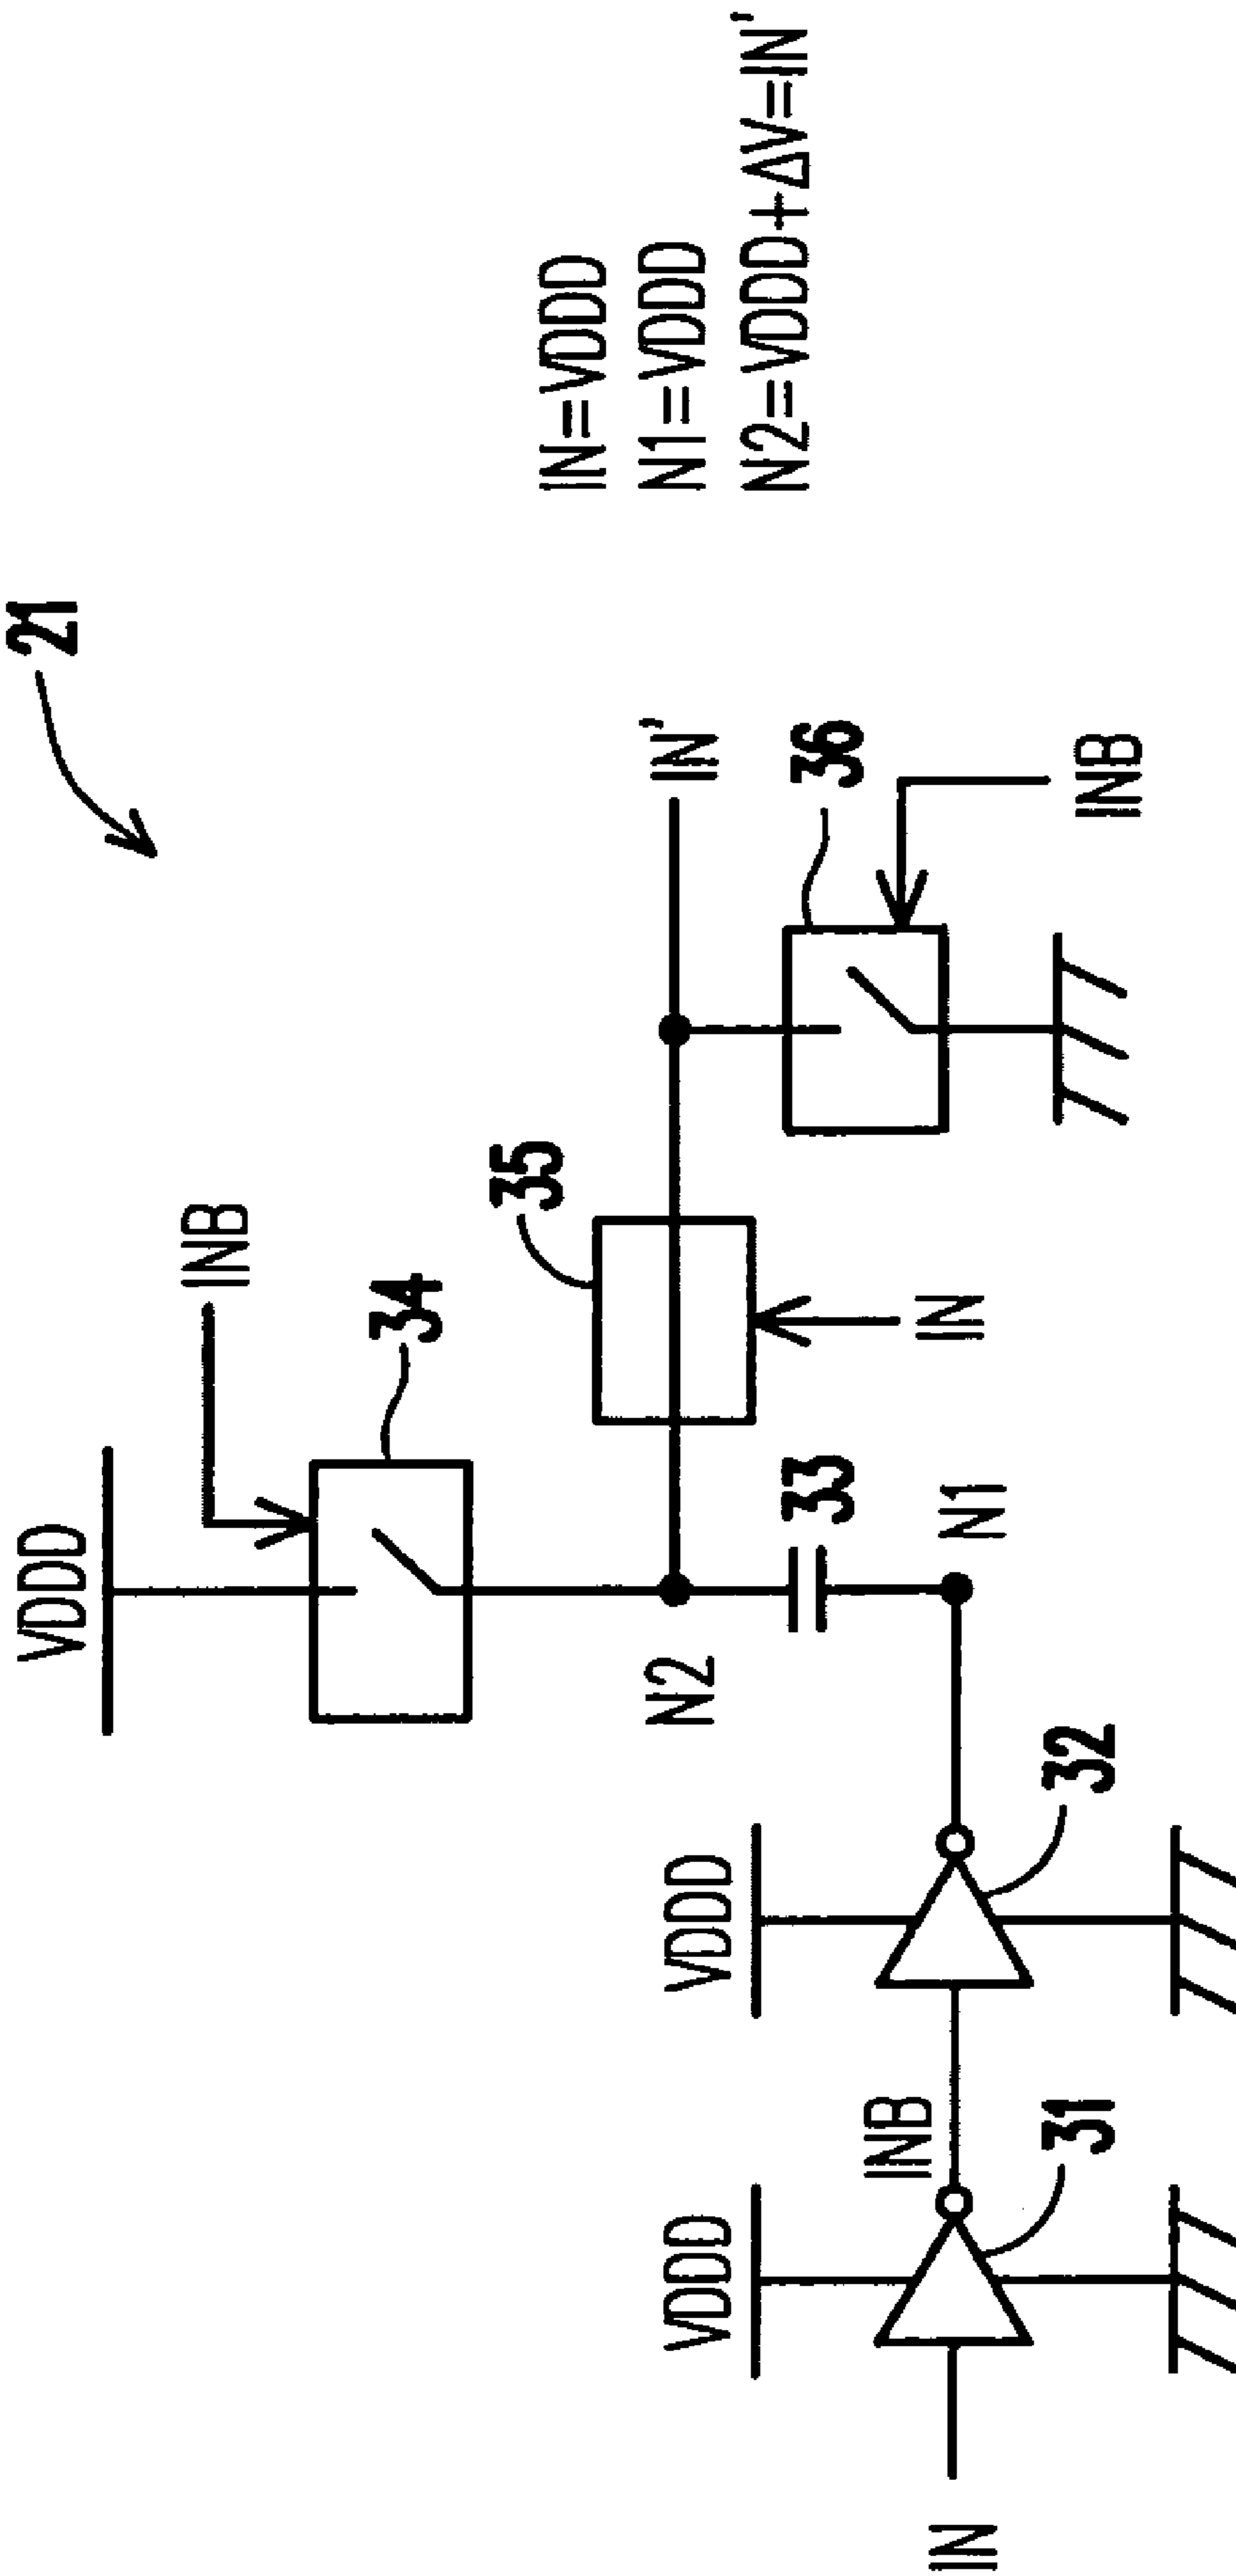 21
VDDD
INB
34
35
IN'
36
INB
IN
N2
33
N1
VDDD
VDDD
INB
IN
31
32
IN=VDDD
N1=VDDD
N2=VDDD+ΔV=IN'